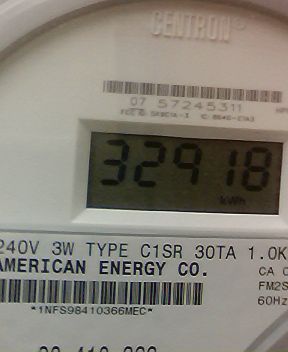 CENTRON®
07 57245311
32918
kWh
240V 3W TYPE C1SR 30TA 1.0K
AMERICAN ENERGY CO.
CA 0
FM2S
60Hz
*1NFS98410366MEC*